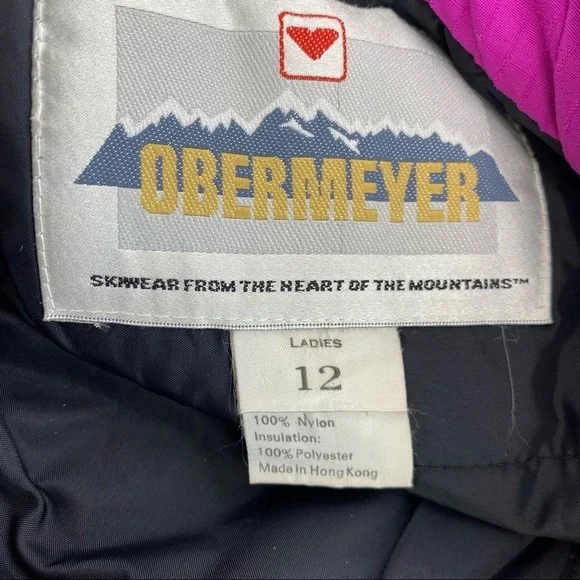 OBERMEYER
SKIWEAR FROM THE HEART OF THE MOUNTAINS™
LADIES
12
100% Nylon
Insulation:
100% Polyester
Made in Hong Kong